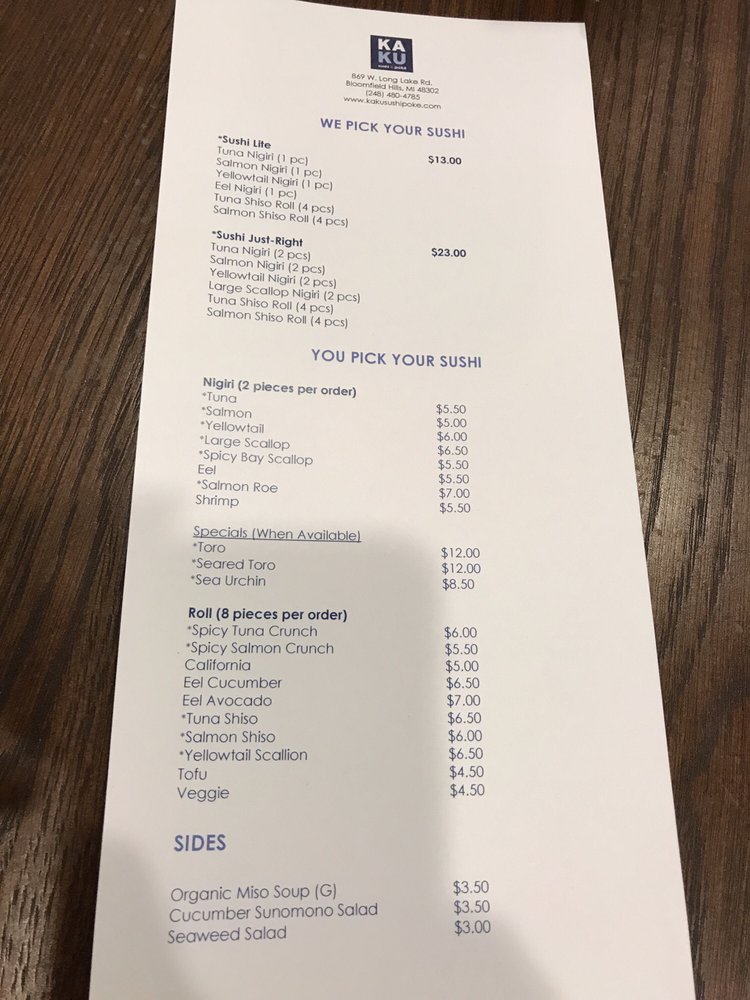 KA
KU
869 W. Long Lake Rd.
Bloomfield Hills, MI 48302
(248) 480-4785
www.kakusushipoke.com
WE PICK YOUR SUSHI
*Sushi Lite $13.00
Tuna Nigiri (1 pc)
Salmon Nigiri (1 pc)
Yellowtail Nigiri (1 pc)
Eel Nigiri (1 pc)
Tuna Shiso Roll (4 pcs)
Salmon Shiso Roll (4 pcs)
*Sushi Just-Right $23.00
Tuna Nigiri (2 pcs)
Salmon Nigiri (2 pcs)
Yellowtail Nigiri (2 pcs)
Large Scallop Nigiri (2 pcs)
Tuna Shiso Roll (4 pcs)
Salmon Shiso Roll (4 pcs)
YOU PICK YOUR SUSHI
Nigiri (2 pieces per order)
*Tuna $5.50
*Salmon $5.00
*Yellowtail $6.00
*Large Scallop $6.50
*Spicy Bay Scallop $5.50
Eel $5.50
*Salmon Roe $7.00
Shrimp $5.50
Specials (When Available)
*Toro $12.00
*Seared Toro $12.00
*Sea Urchin $8.50
Roll (8 pieces per order)
*Spicy Tuna Crunch $6.00
*Spicy Salmon Crunch $5.50
California $5.00
Eel Cucumber $6.50
Eel Avocado $7.00
*Tuna Shiso $6.50
*Salmon Shiso $6.00
*Yellowtail Scallion $6.50
Tofu $4.50
Veggie $4.50
SIDES
Organic Miso Soup (G) $3.50
Cucumber Sunomono Salad $3.50
Seaweed Salad $3.00